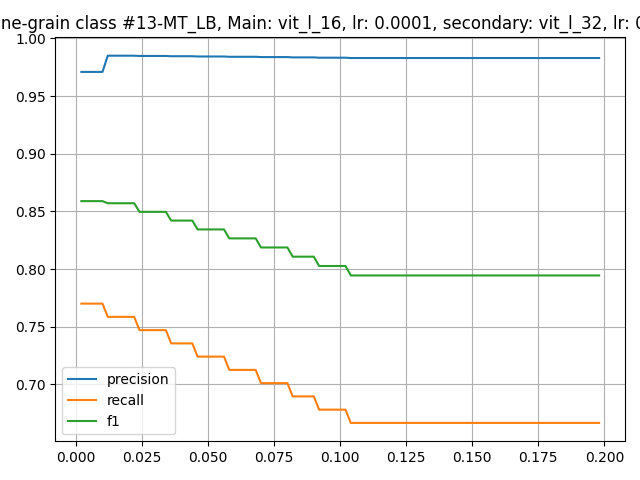 ne-grain class #13-MT_LB, Main: vit_l_16, lr: 0.0001, secondary: vit_l_32, lr: 0
1.00
0.95
0.90
0.85
0.80
0.75
0.70
precision
recall
f1
0.000 0.025 0.050 0.075 0.100 0.125 0.150 0.175 0.200